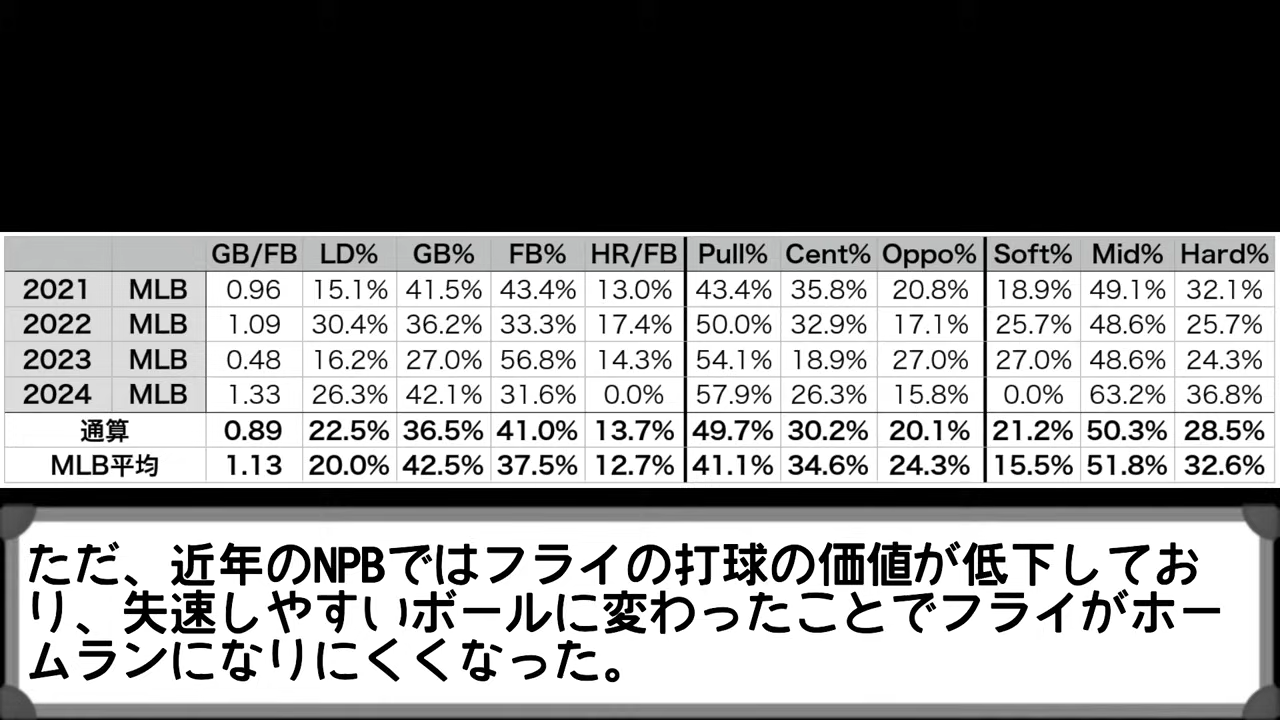 GB/FB LD% GB% FB% HR/FB Pull% Cent% Oppo% Soft% Mid% Hard%
2021 MLB 0.96 15.1% 41.5% 43.4% 13.0% 43.4% 35.8% 20.8% 18.9% 49.1% 32.1%
2022 MLB 1.09 30.4% 36.2% 33.3% 17.4% 50.0% 32.9% 17.1% 25.7% 48.6% 25.7%
2023 MLB 0.48 16.2% 27.0% 56.8% 14.3% 54.1% 18.9% 27.0% 27.0% 48.6% 24.3%
2024 MLB 1.33 26.3% 42.1% 31.6% 0.0% 57.9% 26.3% 15.8% 0.0% 63.2% 36.8%
通算 0.89 22.5% 36.5% 41.0% 13.7% 49.7% 30.2% 20.1% 21.2% 50.3% 28.5%
MLB平均 1.13 20.0% 42.5% 37.5% 12.7% 41.1% 34.6% 24.3% 15.5% 51.8% 32.6%
ただ、近年のNPBではフライの打球の価値が低下してお
り、失速しやすいボールに変わったことでフライがホー
ムランになりにくくなった。